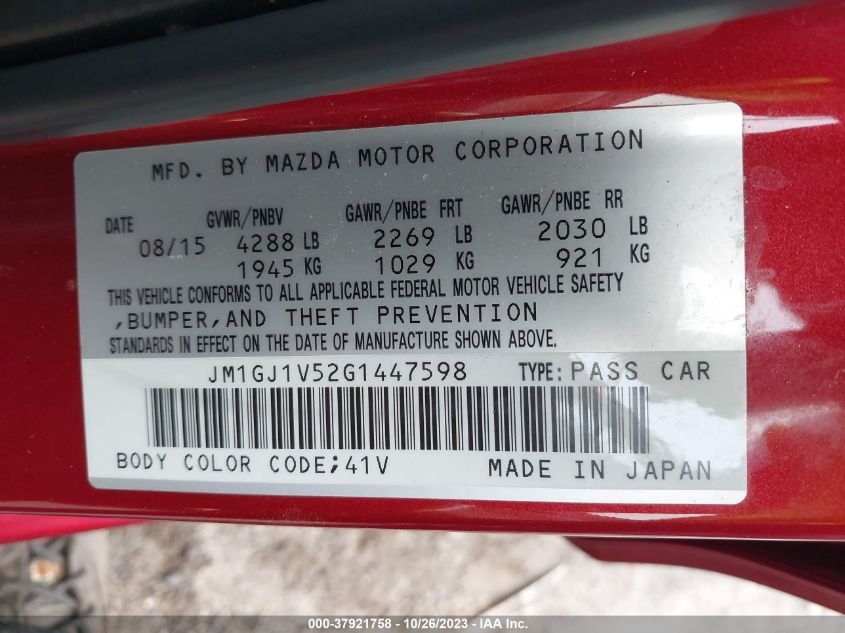 MFD. BY MAZDA MOTOR CORPORATION
DATE GVWR/PNBV GAWR/PNBE FRT GAWR/PNBE RR
08/15 4288 LB 2269 LB 2030 LB
1945 KG 1029 KG 921 KG
THIS VEHICLE CONFORMS TO ALL APPLICABLE FEDERAL MOTOR VEHICLE SAFETY
,BUMPER,AND THEFT PREVENTION
STANDARDS IN EFFECT ON THE DATE OF MANUFACTURE SHOWN ABOVE.
JM1GJ1V52G1447598 TYPE: PASS CAR
BODY COLOR CODE;41V MADE IN JAPAN
000-37921758 - 10/26/2023 - IAA Inc.